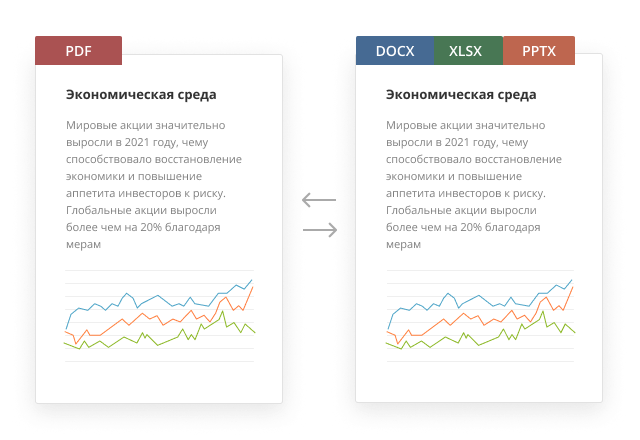 PDF
Экономическая среда
Мировые акции значительно
выросли в 2021 году, чему
способствовало восстановление
экономики и повышение
аппетита инвесторов к риску.
Глобальные акции выросли
более чем на 20% благодаря
мерам
DOCX XLSX PPTX
Экономическая среда
Мировые акции значительно
выросли в 2021 году, чему
способствовало восстановление
экономики и повышение
аппетита инвесторов к риску.
Глобальные акции выросли
более чем на 20% благодаря
мерам